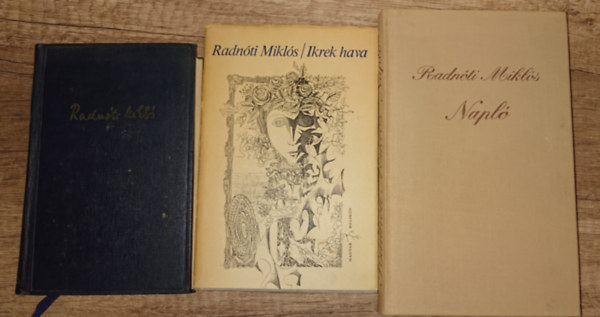 Radnóti Miklós
Radnóti Miklós/Ikrek hava
Radnóti Miklós
Napló